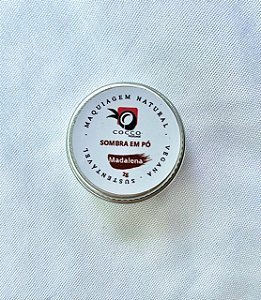 · MAQUIAGEM NATURAL · VEGANA · SUSTENTÁVEL
COCCO
SOMBRA EM PÓ
Madalena
2g